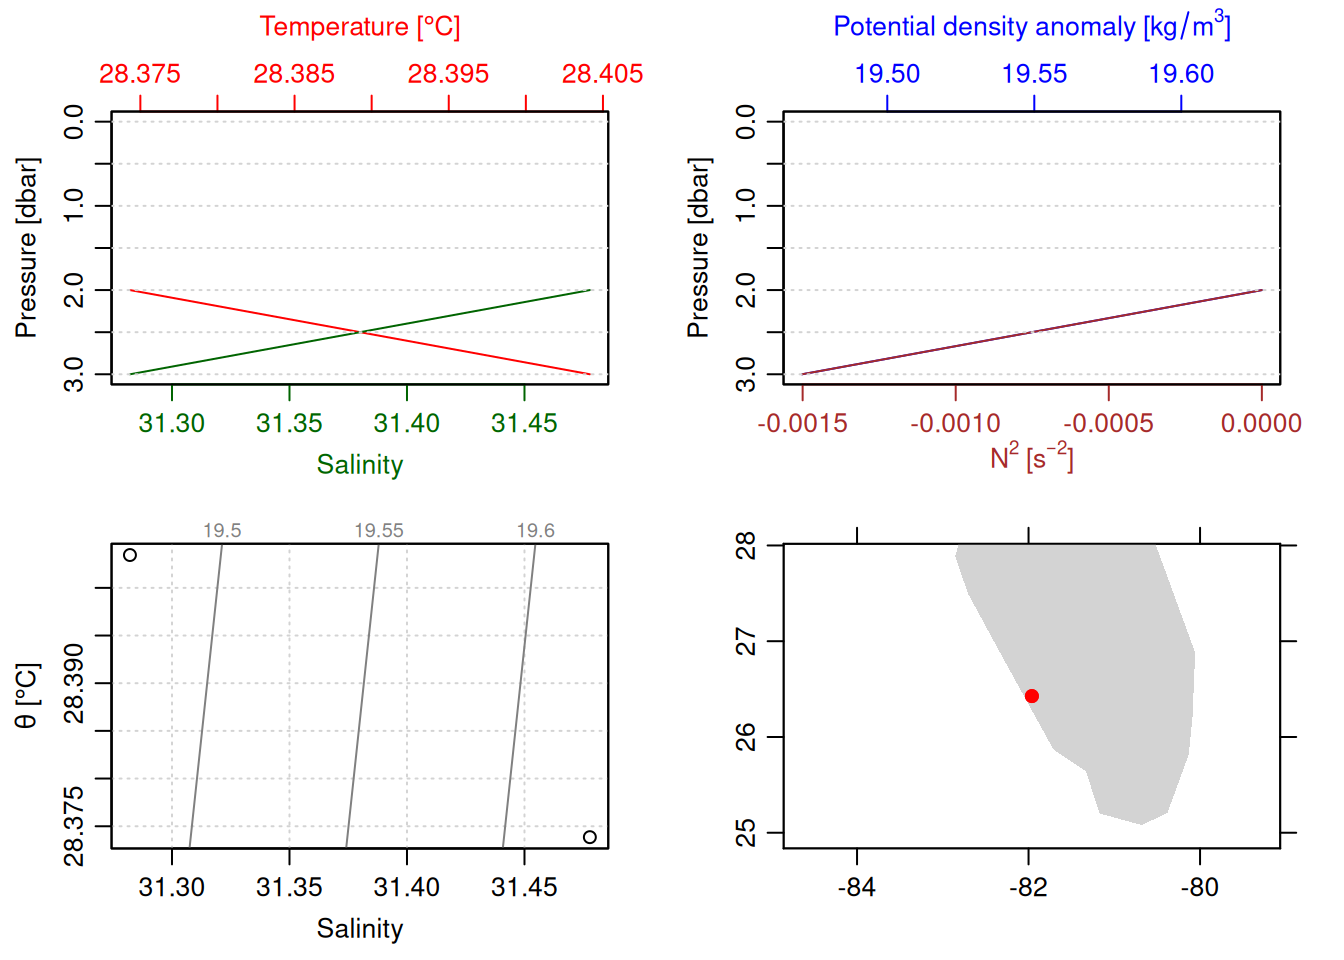 Temperature [°C]
28.375 28.385 28.395 28.405
Pressure [dbar]
0.0 1.0 2.0 3.0
31.30 31.35 31.40 31.45
Salinity
Potential density anomaly [kg/m³]
19.50 19.55 19.60
Pressure [dbar]
0.0 1.0 2.0 3.0
-0.0015 -0.0010 -0.0005 0.0000
N² [s⁻²]
19.5 19.55 19.6
θ [°C]
28.390
28.375
31.30 31.35 31.40 31.45
Salinity
28
27
26
25
-84 -82 -80